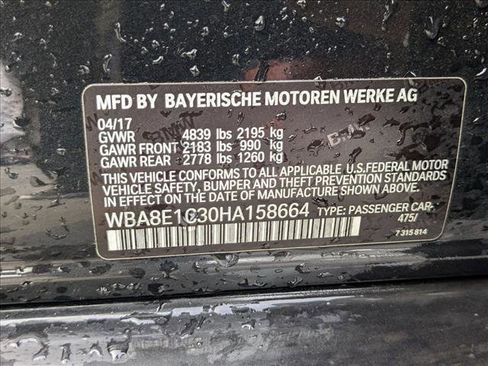 MFD BY BAYERISCHE MOTOREN WERKE AG
04/17
GVWR 4839 lbs 2195 kg
GAWR FRONT 2183 lbs 990 kg
GAWR REAR 2778 lbs 1260 kg
THIS VEHICLE CONFORMS TO ALL APPLICABLE U.S.FEDERAL MOTOR
VEHICLE SAFETY, BUMPER AND THEFT PREVENTION STANDARDS
IN EFFECT ON THE DATE OF MANUFACTURE SHOWN ABOVE.
WBA8E1C30HA158664 TYPE: PASSENGER CAR
475/
7 315 814